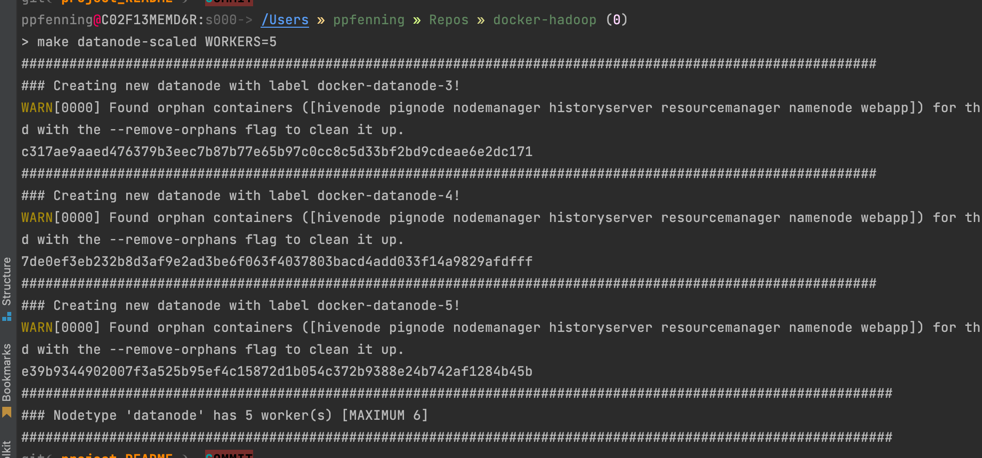 git( project_README ) COMMIT
ppfenning@C02F13MEMD6R:s000-> /Users » ppfenning » Repos » docker-hadoop (0)
> make datanode-scaled WORKERS=5
###########################################################################################################
### Creating new datanode with label docker-datanode-3!
WARN[0000] Found orphan containers ([hivenode pignode nodemanager historyserver resourcemanager namenode webapp]) for th
d with the --remove-orphans flag to clean it up.
c317ae9aaed476379b3eec7b87b77e65b97c0cc8c5d33bf2bd9cdeae6e2dc171
###########################################################################################################
### Creating new datanode with label docker-datanode-4!
WARN[0000] Found orphan containers ([hivenode pignode nodemanager historyserver resourcemanager namenode webapp]) for th
d with the --remove-orphans flag to clean it up.
7de0ef3eb232b8d3af9e2ad3be6f063f4037803bacd4add033f14a9829afdfff
###########################################################################################################
### Creating new datanode with label docker-datanode-5!
WARN[0000] Found orphan containers ([hivenode pignode nodemanager historyserver resourcemanager namenode webapp]) for th
d with the --remove-orphans flag to clean it up.
e39b9344902007f3a525b95ef4c15872d1b054c372b9388e24b742af1284b45b
#############################################################################################################
### Nodetype 'datanode' has 5 worker(s) [MAXIMUM 6]
#############################################################################################################
git( project_README ) COMMIT
Structure
Bookmarks